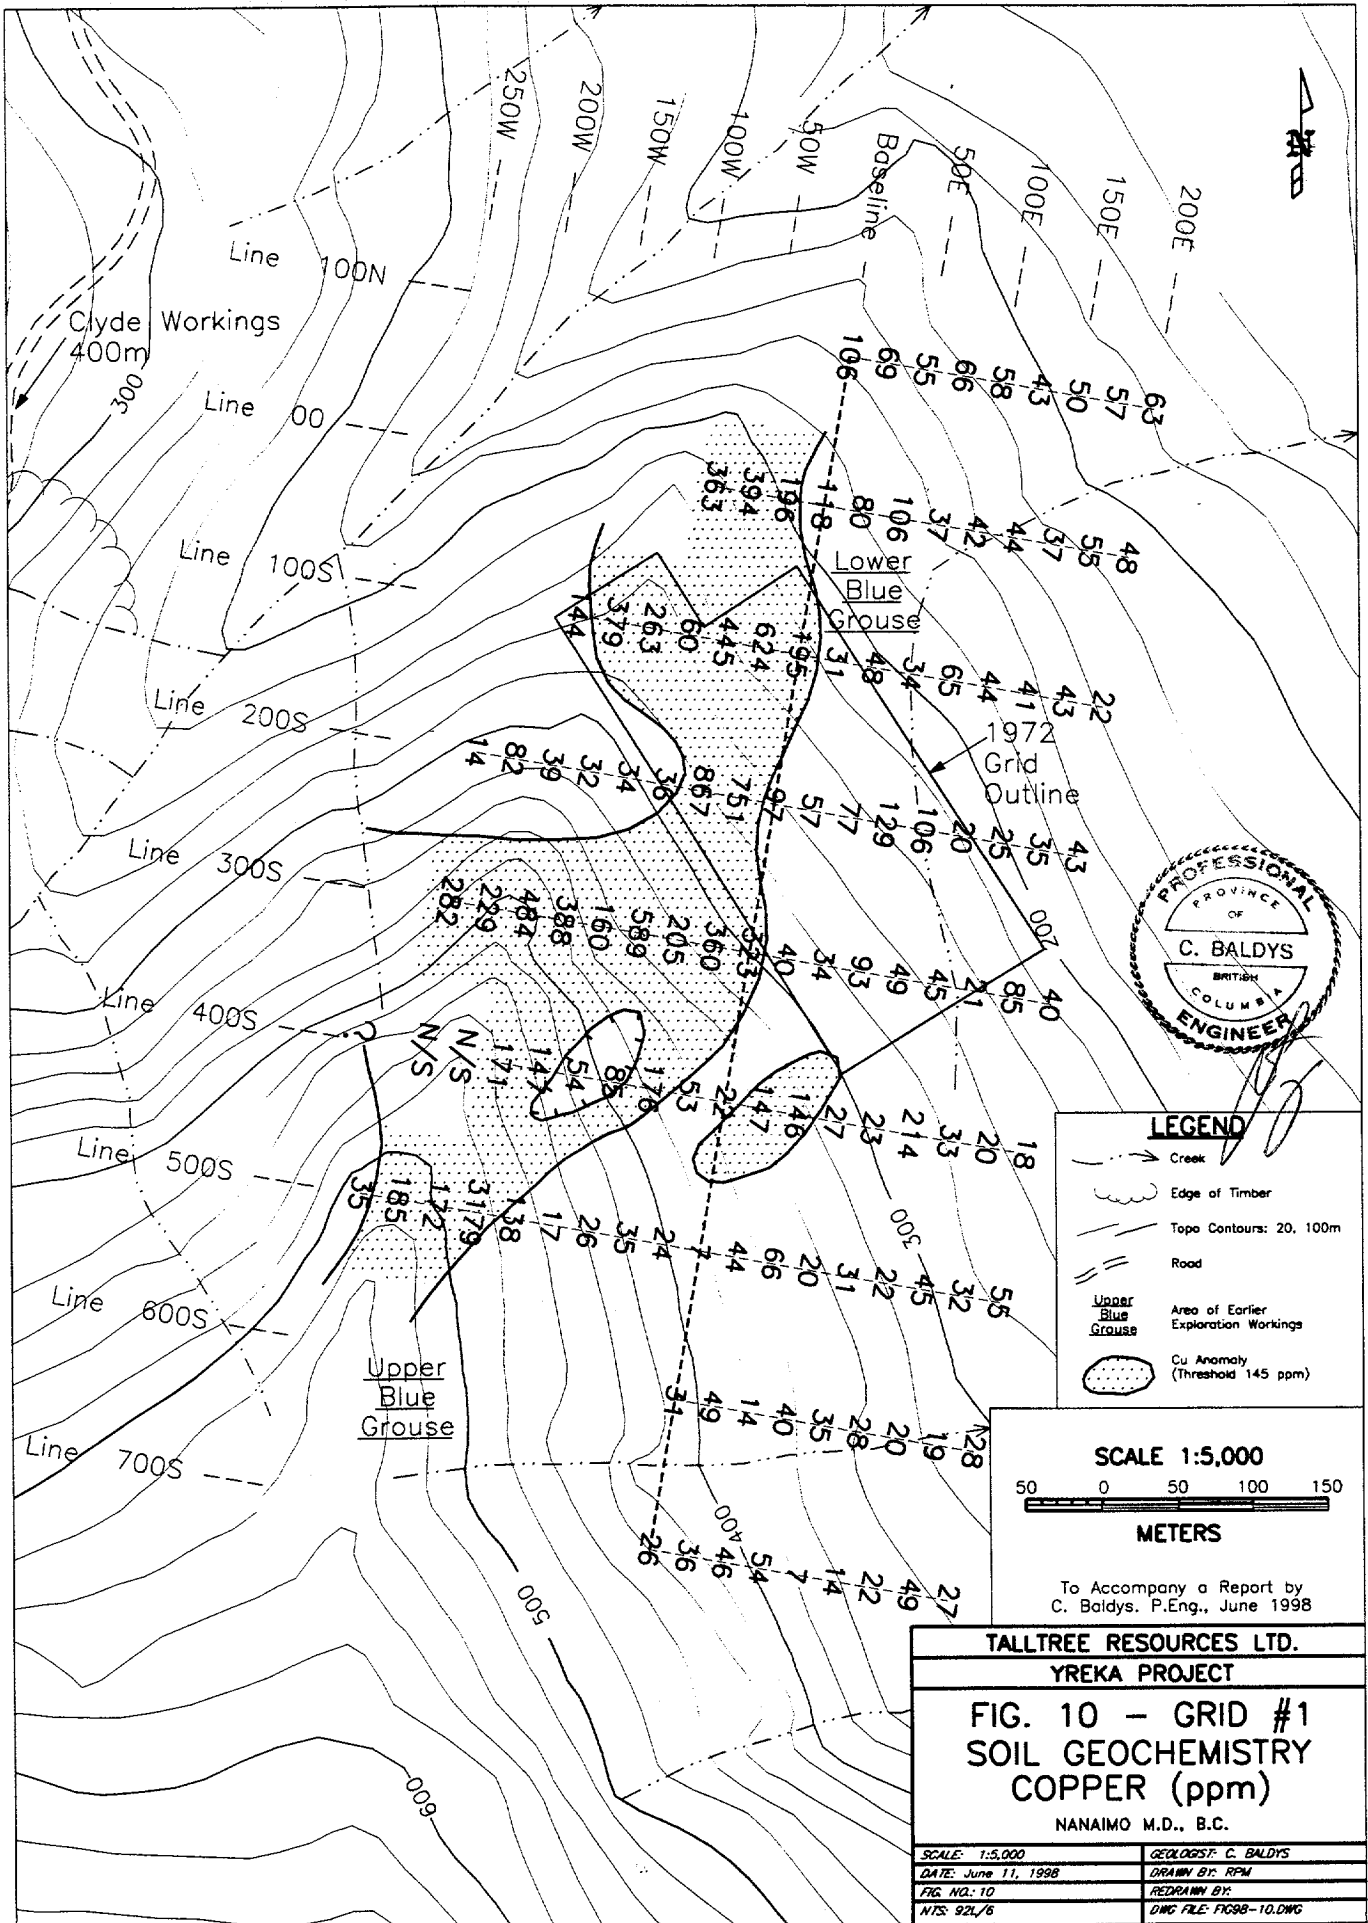 250W
200W
150W
100W
50W
Baseline
50E
100E
150E
200E
Line 100N
Clyde Workings
400m
300
Line 00
106 69 55 66 58 43 50 57 63
363 394 196 118 80 106 37 42 44 37 55 48
Line 100S
Lower
Blue
Grouse
144 379 263 60 445 624 195 31 48 34 65 44 41 43 22
Line 200S
1972
Grid
Outline
14 82 39 32 34 36 867 751 97 57 77 129 106 20 25 35 43
Line 300S
282 229 484 388 160 589 205 360 323 40 34 93 49 45 21 85 40
200
PROFESSIONAL
PROVINCE
OF
C. BALDYS
BRITISH
COLUMBIA
ENGINEER
Line 400S
?
N/S N/S 171 147 54 85 176 53 22 147 146 27 23 214 33 20 18
Line 500S
35 185 172 3179 138 17 26 35 24 7 44 66 20 31 22 45 32 55
300
Line 600S
Upper
Blue
Grouse
31 49 14 40 35 28 20 19 28
Line 700S
400
26 36 46 54 7 14 22 49 27
500
600
LEGEND
Creek
Edge of Timber
Topo Contours: 20, 100m
Road
Upper
Blue
Grouse
Area of Earlier
Exploration Workings
Cu Anomaly
(Threshold 145 ppm)
SCALE 1:5,000
50 0 50 100 150
METERS
To Accompany a Report by
C. Baldys. P.Eng., June 1998
TALLTREE RESOURCES LTD.
YREKA PROJECT
FIG. 10 – GRID #1
SOIL GEOCHEMISTRY
COPPER (ppm)
NANAIMO M.D., B.C.
SCALE: 1:5,000
GEOLOGIST: C. BALDYS
DATE: June 11, 1998
DRAWN BY: RPM
FIG. NO.: 10
REDRAWN BY:
NTS: 92L/6
DWG FILE: FIG98-10.DWG